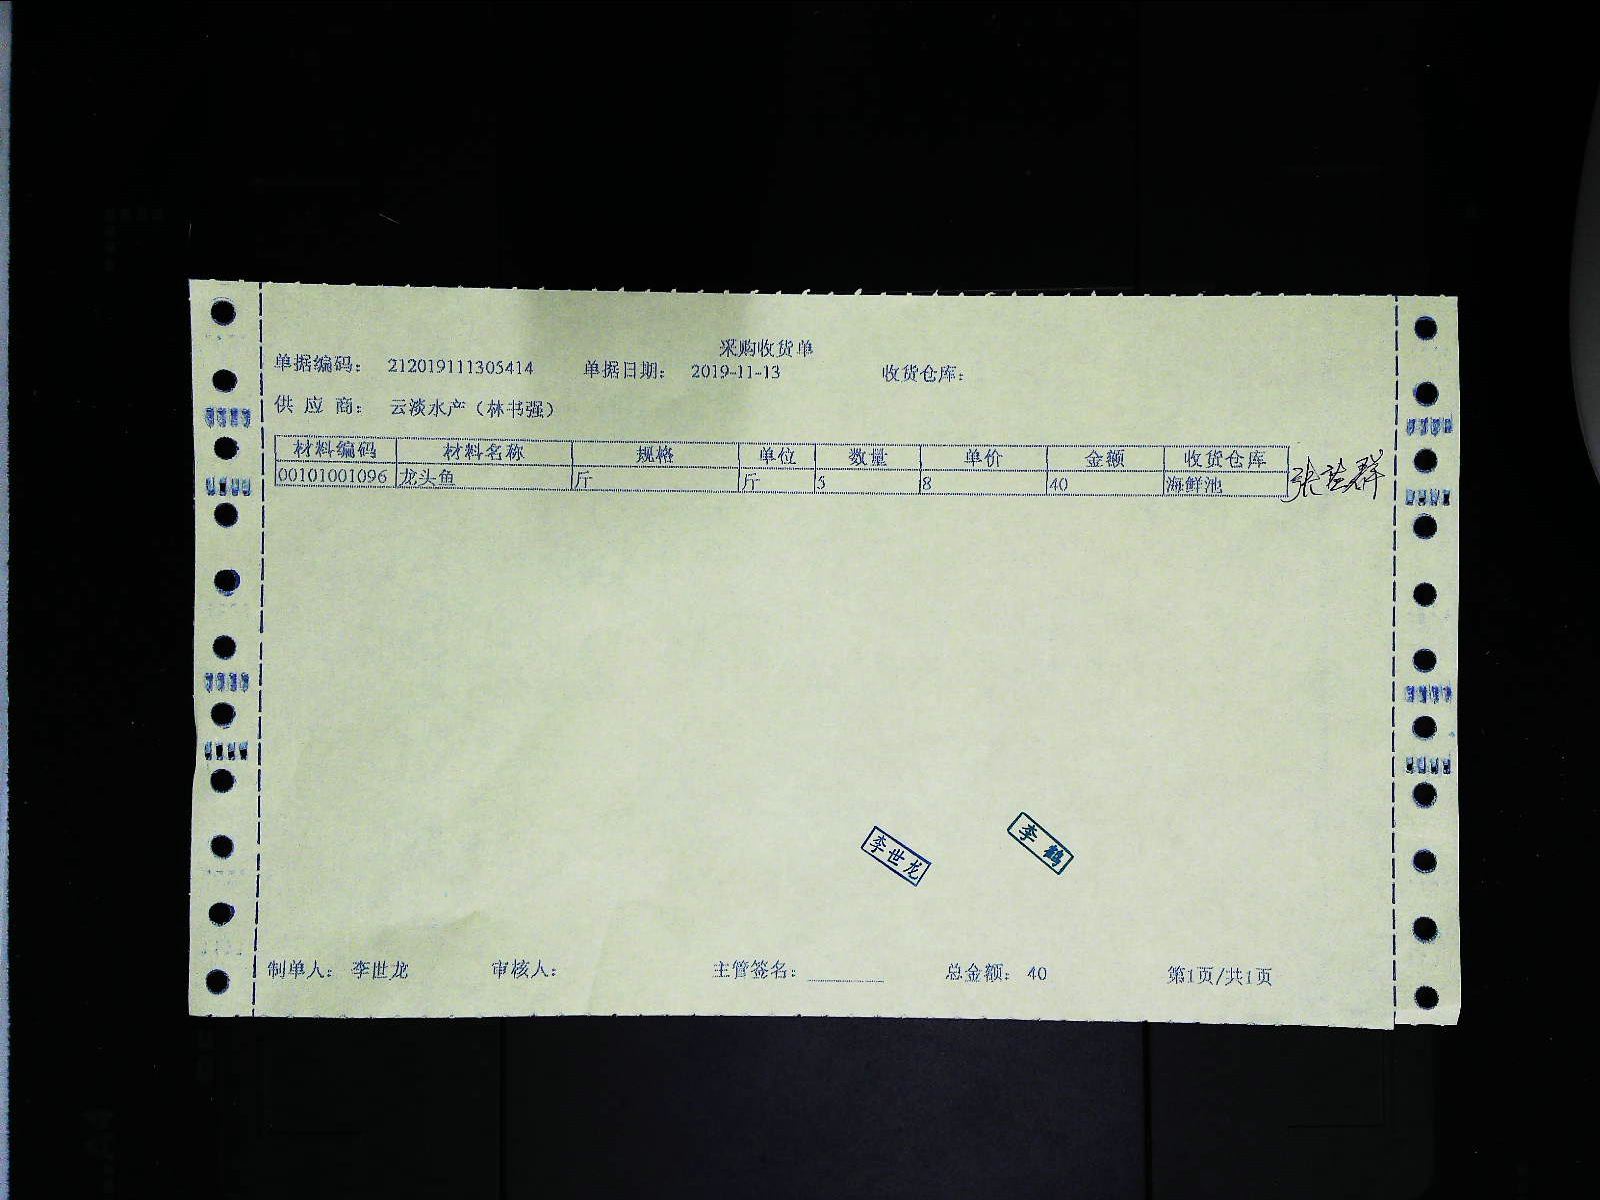 采购收货单
单据编码: 212019111305414 单据日期: 2019-11-13 收货仓库:
供 应 商: 云淡水产（林书强）
材料编码 材料名称 规格 单位 数量 单价 金额 收货仓库
00101001096 龙头鱼 斤 斤 5 8 40 海鲜池
李世龙
李鹤
制单人: 李世龙 审核人: 主管签名: 总金额: 40 第1页/共1页